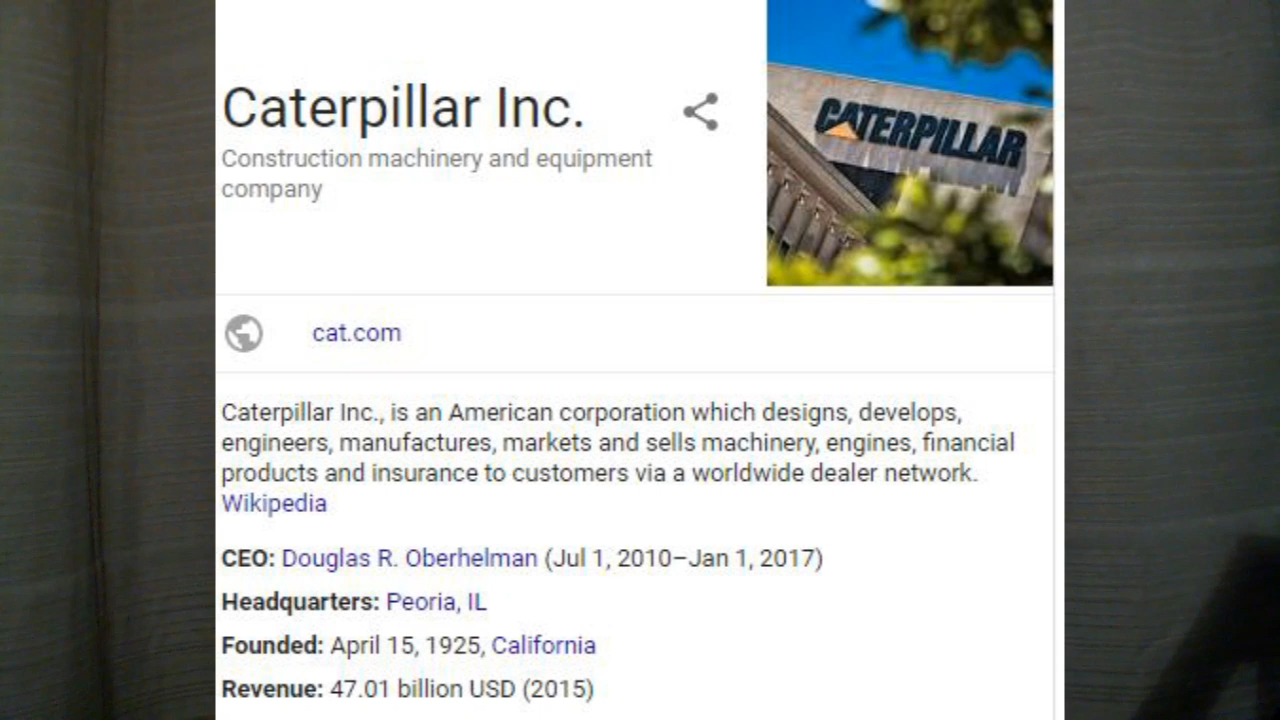 Caterpillar Inc.
Construction machinery and equipment
company
CATERPILLAR
cat.com
Caterpillar Inc., is an American corporation which designs, develops,
engineers, manufactures, markets and sells machinery, engines, financial
products and insurance to customers via a worldwide dealer network.
Wikipedia
CEO: Douglas R. Oberhelman (Jul 1, 2010–Jan 1, 2017)
Headquarters: Peoria, IL
Founded: April 15, 1925, California
Revenue: 47.01 billion USD (2015)